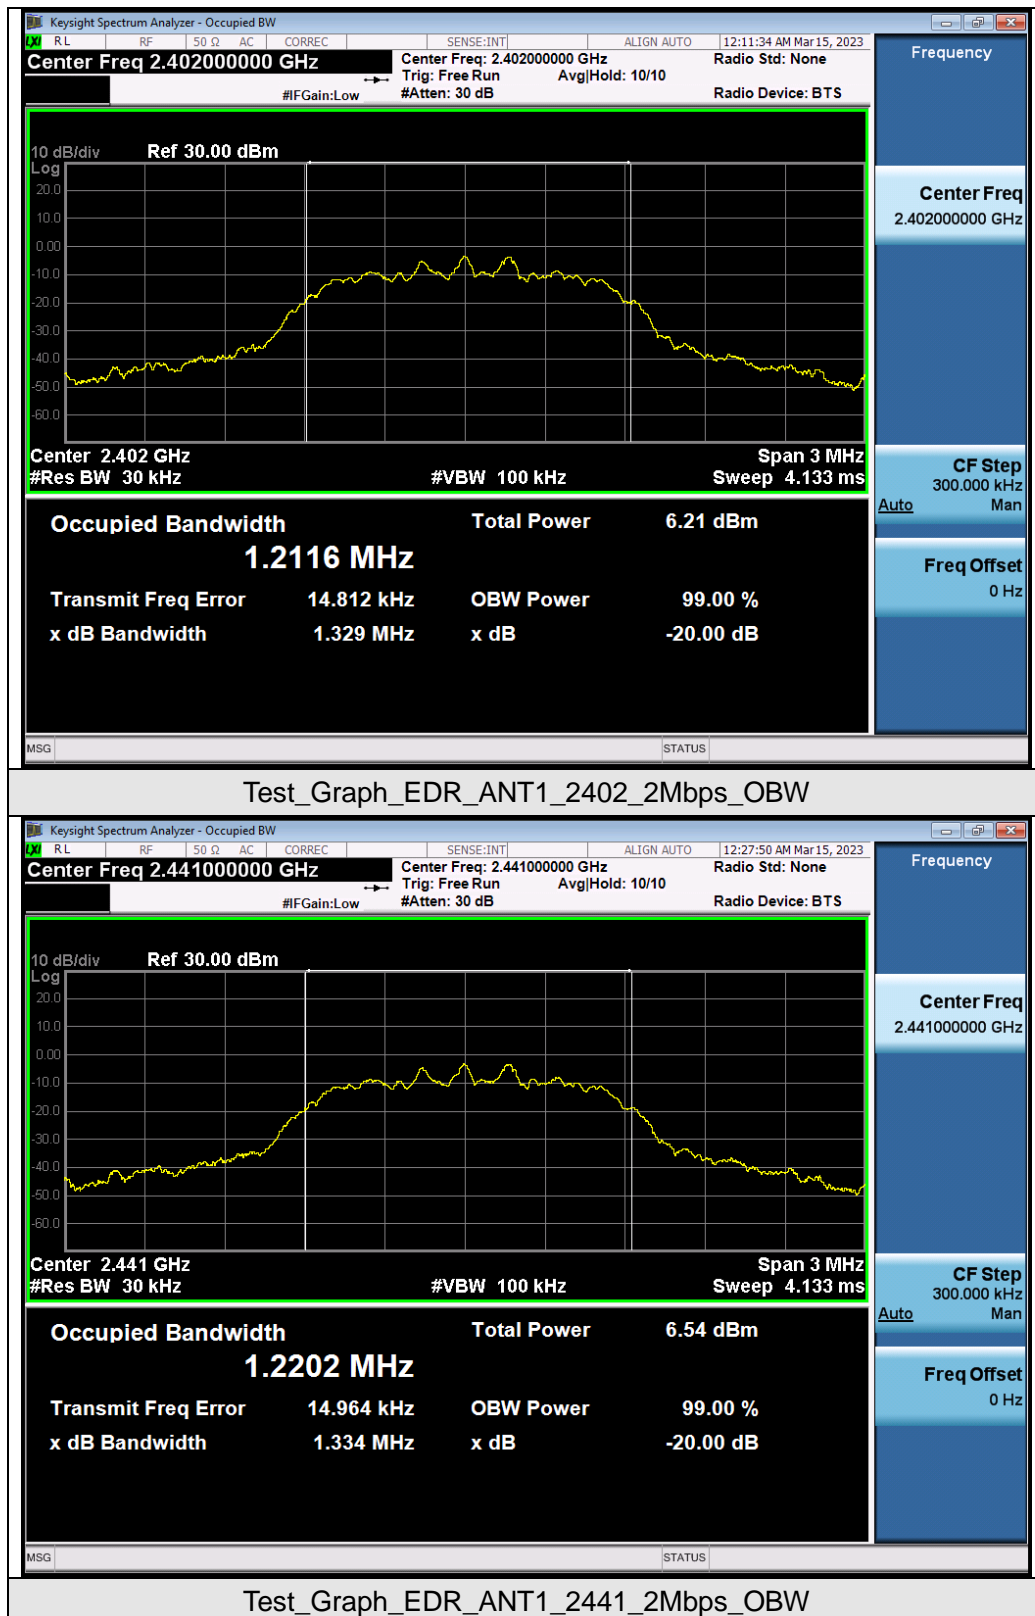 Keysight Spectrum Analyzer - Occupied BW
LXI RL RF 50 Ω AC CORREC SENSE:INT ALIGN AUTO 12:11:34 AM Mar 15, 2023
Center Freq 2.402000000 GHz
Center Freq: 2.402000000 GHz
Radio Std: None
Trig: Free Run Avg|Hold: 10/10
#IFGain:Low #Atten: 30 dB Radio Device: BTS
Frequency
10 dB/div Ref 30.00 dBm
Log
20.0
10.0
0.00
-10.0
-20.0
-30.0
-40.0
-50.0
-60.0
Center 2.402 GHz Span 3 MHz
#Res BW 30 kHz #VBW 100 kHz Sweep 4.133 ms
Center Freq
2.402000000 GHz
CF Step
300.000 kHz
Auto Man
Freq Offset
0 Hz
Occupied Bandwidth Total Power 6.21 dBm
1.2116 MHz
Transmit Freq Error 14.812 kHz OBW Power 99.00 %
x dB Bandwidth 1.329 MHz x dB -20.00 dB
MSG STATUS
Test_Graph_EDR_ANT1_2402_2Mbps_OBW
Keysight Spectrum Analyzer - Occupied BW
LXI RL RF 50 Ω AC CORREC SENSE:INT ALIGN AUTO 12:27:50 AM Mar 15, 2023
Center Freq 2.441000000 GHz
Center Freq: 2.441000000 GHz
Radio Std: None
Trig: Free Run Avg|Hold: 10/10
#IFGain:Low #Atten: 30 dB Radio Device: BTS
Frequency
10 dB/div Ref 30.00 dBm
Log
20.0
10.0
0.00
-10.0
-20.0
-30.0
-40.0
-50.0
-60.0
Center 2.441 GHz Span 3 MHz
#Res BW 30 kHz #VBW 100 kHz Sweep 4.133 ms
Center Freq
2.441000000 GHz
CF Step
300.000 kHz
Auto Man
Freq Offset
0 Hz
Occupied Bandwidth Total Power 6.54 dBm
1.2202 MHz
Transmit Freq Error 14.964 kHz OBW Power 99.00 %
x dB Bandwidth 1.334 MHz x dB -20.00 dB
MSG STATUS
Test_Graph_EDR_ANT1_2441_2Mbps_OBW